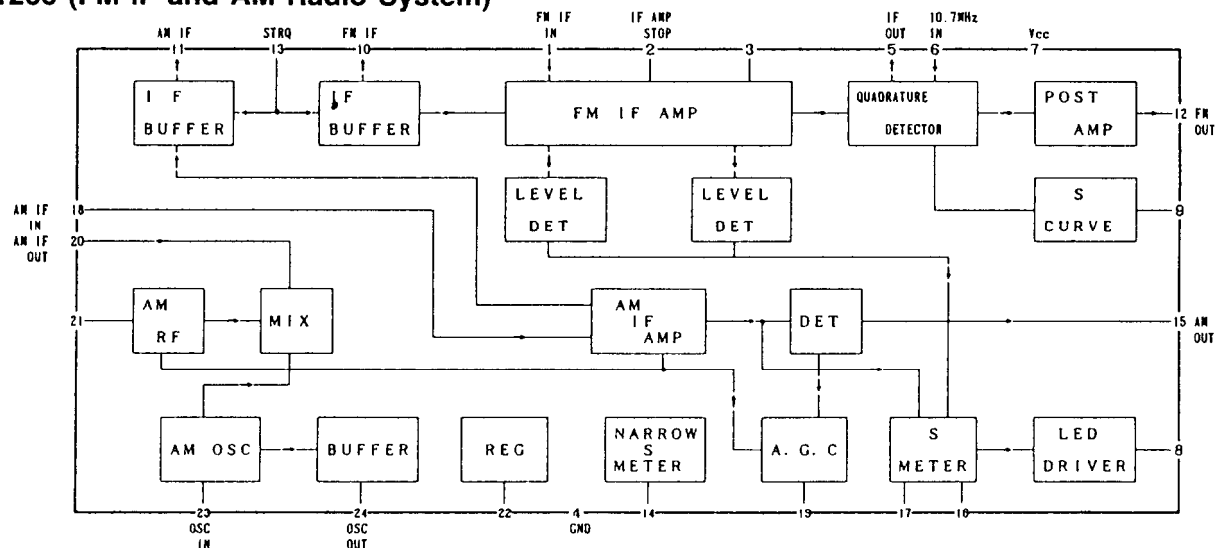 (FM IF and AM Radio System)
AM IF
11
STRQ
13
FM IF
10
FM IF
IN
1
IF AMP
STOP
2
3
IF
OUT
5
10.7MHz
IN
6
Vcc
7
IF
BUFFER
IF
BUFFER
FM IF AMP
QUADRATURE
DETECTOR
POST
AMP
12 FM
OUT
LEVEL
DET
LEVEL
DET
S
CURVE
9
AM IF
IN
18
AM IF
OUT
20
21
AM
RF
MIX
AM
IF
AMP
DET
15 AM
OUT
AM OSC
BUFFER
REG
NARROW
S
METER
A.G.C
S
METER
LED
DRIVER
8
23
OSC
IN
24
OSC
OUT
22
4
GND
14
19
17
16